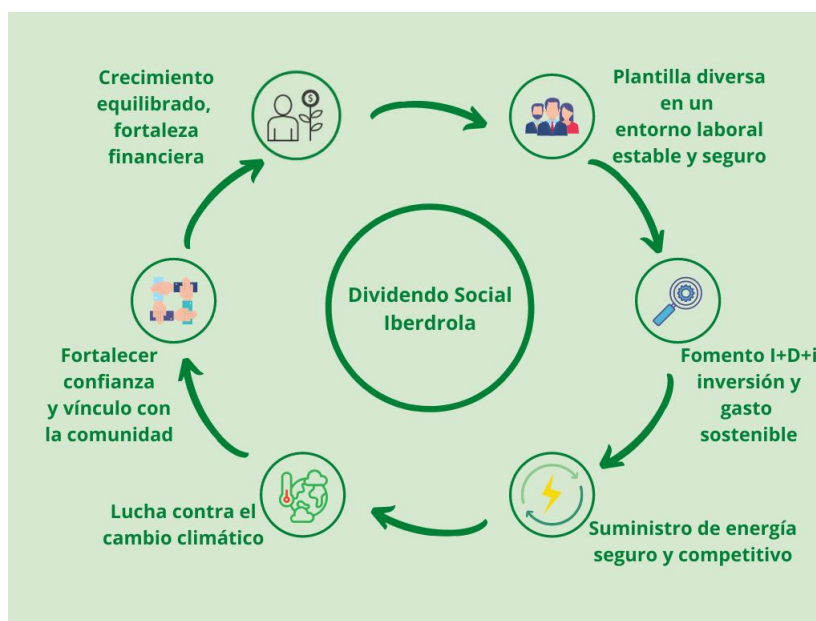 Crecimiento
equilibrado,
fortaleza
financiera
$
Plantilla diversa
en un
entorno laboral
estable y seguro
Fomento I+D+i
inversión y
gasto
sostenible
Suministro de energía
seguro y competitivo
Lucha contra el
cambio climático
Fortalecer
confianza
y vínculo con
la comunidad
Dividendo Social
Iberdrola